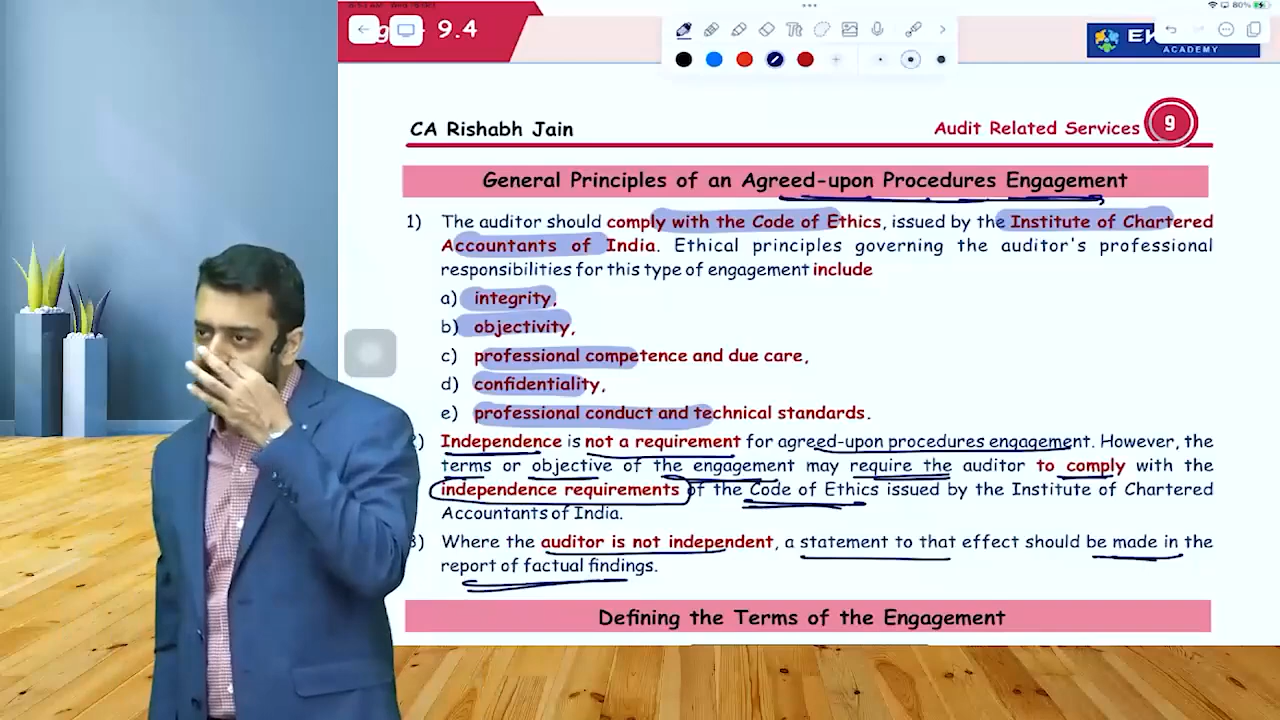 9.4
80%
ACADEMY
CA Rishabh Jain
Audit Related Services 9
General Principles of an Agreed-upon Procedures Engagement
1) The auditor should comply with the Code of Ethics, issued by the Institute of Chartered
Accountants of India. Ethical principles governing the auditor's professional
responsibilities for this type of engagement include
a) integrity,
b) objectivity,
c) professional competence and due care,
d) confidentiality,
e) professional conduct and technical standards.
) Independence is not a requirement for agreed-upon procedures engagement. However, the
terms or objective of the engagement may require the auditor to comply with the
independence requirements of the Code of Ethics issued by the Institute of Chartered
Accountants of India.
) Where the auditor is not independent, a statement to that effect should be made in the
report of factual findings.
Defining the Terms of the Engagement